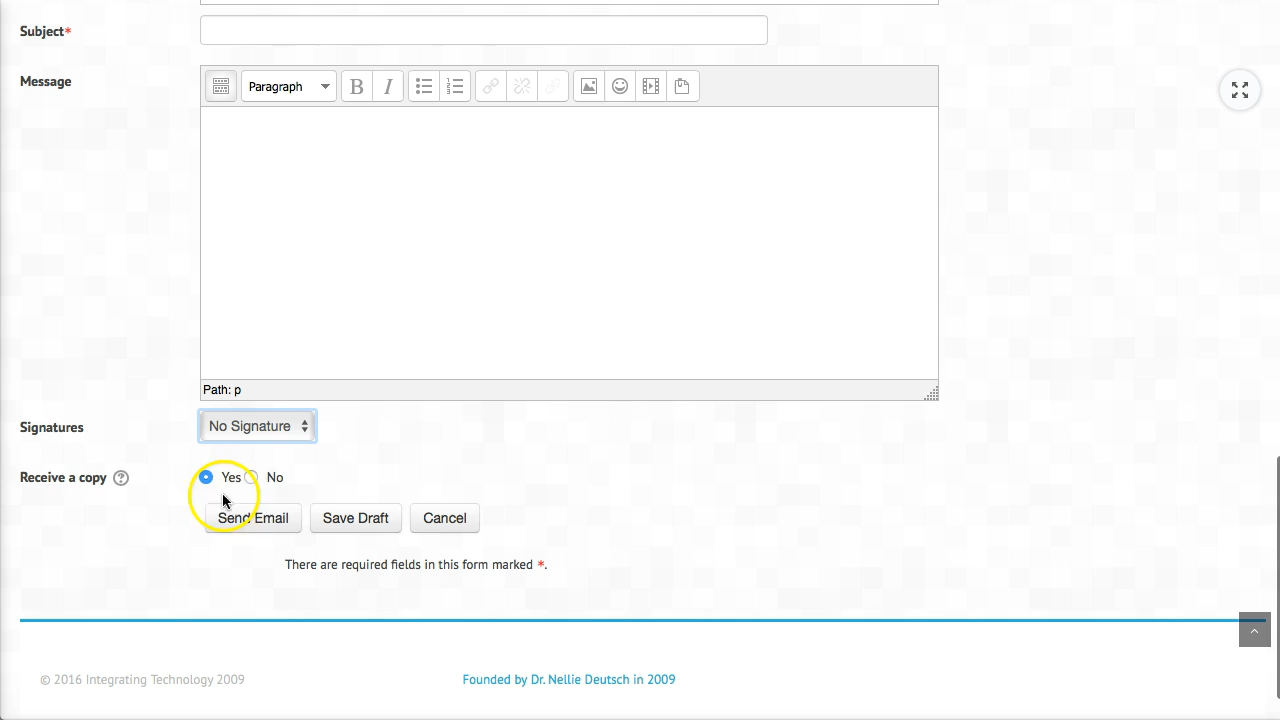 Subject*
Message
Paragraph B I
Path: p
Signatures No Signature
Receive a copy ? Yes No
Send Email Save Draft Cancel
There are required fields in this form marked *.
© 2016 Integrating Technology 2009 Founded by Dr. Nellie Deutsch in 2009